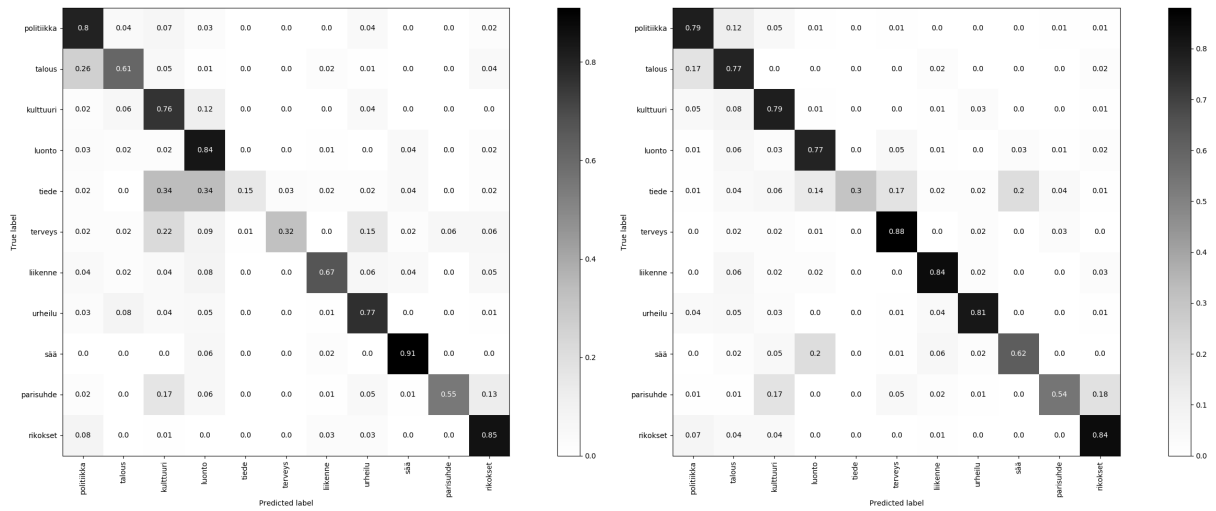 politiikka 0.8 0.04 0.07 0.03 0.0 0.0 0.0 0.04 0.0 0.0 0.02
talous 0.26 0.61 0.05 0.01 0.0 0.0 0.02 0.01 0.0 0.0 0.04
kulttuuri 0.02 0.06 0.76 0.12 0.0 0.0 0.0 0.04 0.0 0.0 0.0
luonto 0.03 0.02 0.02 0.84 0.0 0.0 0.01 0.0 0.04 0.0 0.02
tiede 0.02 0.0 0.34 0.34 0.15 0.03 0.02 0.02 0.04 0.0 0.02
terveys 0.02 0.02 0.22 0.09 0.01 0.32 0.0 0.15 0.02 0.06 0.06
liikenne 0.04 0.02 0.04 0.08 0.0 0.0 0.67 0.06 0.04 0.0 0.05
urheilu 0.03 0.08 0.04 0.05 0.0 0.0 0.01 0.77 0.0 0.0 0.01
sää 0.0 0.0 0.0 0.06 0.0 0.0 0.02 0.0 0.91 0.0 0.0
parisuhde 0.02 0.0 0.17 0.06 0.0 0.0 0.01 0.05 0.01 0.55 0.13
rikokset 0.08 0.0 0.01 0.0 0.0 0.0 0.03 0.03 0.0 0.0 0.85
True label
politiikka talous kulttuuri luonto tiede terveys liikenne urheilu sää parisuhde rikokset
Predicted label
0.8
0.6
0.4
0.2
0.0
politiikka 0.79 0.12 0.05 0.01 0.0 0.01 0.0 0.0 0.0 0.01 0.01
talous 0.17 0.77 0.0 0.0 0.0 0.0 0.02 0.0 0.0 0.0 0.02
kulttuuri 0.05 0.08 0.79 0.01 0.0 0.0 0.01 0.03 0.0 0.0 0.01
luonto 0.01 0.06 0.03 0.77 0.0 0.05 0.01 0.0 0.03 0.01 0.02
tiede 0.01 0.04 0.06 0.14 0.3 0.17 0.02 0.02 0.2 0.04 0.01
terveys 0.0 0.02 0.02 0.01 0.0 0.88 0.01 0.0 0.0 0.03 0.0
liikenne 0.0 0.06 0.02 0.02 0.0 0.0 0.84 0.02 0.0 0.0 0.03
urheilu 0.04 0.05 0.03 0.0 0.0 0.01 0.04 0.81 0.0 0.0 0.01
sää 0.0 0.02 0.05 0.2 0.0 0.01 0.06 0.02 0.62 0.0 0.0
parisuhde 0.01 0.01 0.17 0.0 0.0 0.05 0.02 0.01 0.0 0.54 0.18
rikokset 0.07 0.04 0.04 0.0 0.0 0.0 0.01 0.0 0.0 0.0 0.84
True label
politiikka talous kulttuuri luonto tiede terveys liikenne urheilu sää parisuhde rikokset
Predicted label
0.8
0.7
0.6
0.5
0.4
0.3
0.2
0.1
0.0